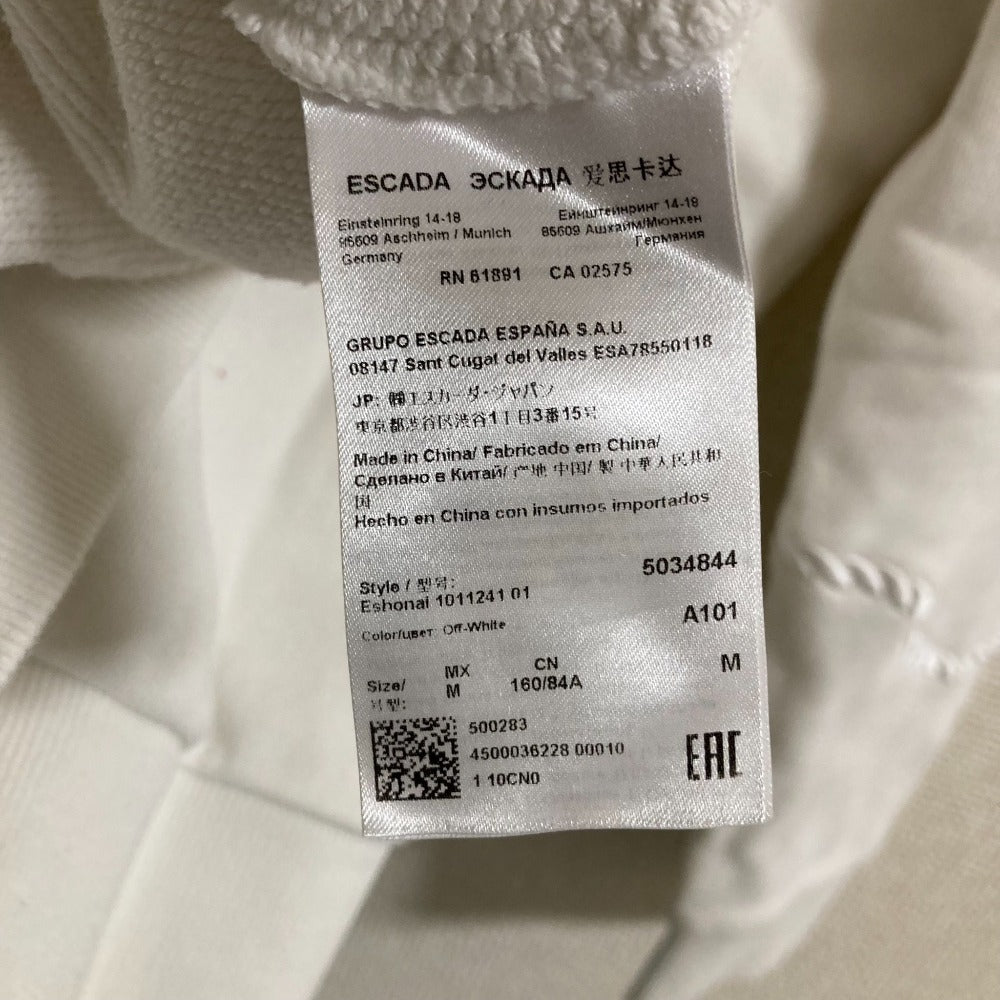 ESCADA ЭСКАДА 爱思卡达
Einsteinring 14-18
85609 Aschheim / Munich
Germany
Ейнштейнринг 14-18
85609 Ашхайм/Мюнхен
Германия
RN 61891 CA 02575
GRUPO ESCADA ESPAÑA S.A.U.
08147 Sant Cugat del Valles ESA78550118
JP: ㈱エスカーダ・ジャパン
東京都渋谷区渋谷1丁目3番15号
Made in China/ Fabricado em China/
Сделано в Китай/ 产地 中国/ 製 中華人民共和
国
Hecho en China con insumos importados
Style / 型号:
Eshonai 1011241 01
5034844
Color/цвет: Off-White
A101
Size/
号型:
MX
M
CN
160/84A
M
500283
4500036228 00010
1 10CN0
EAC